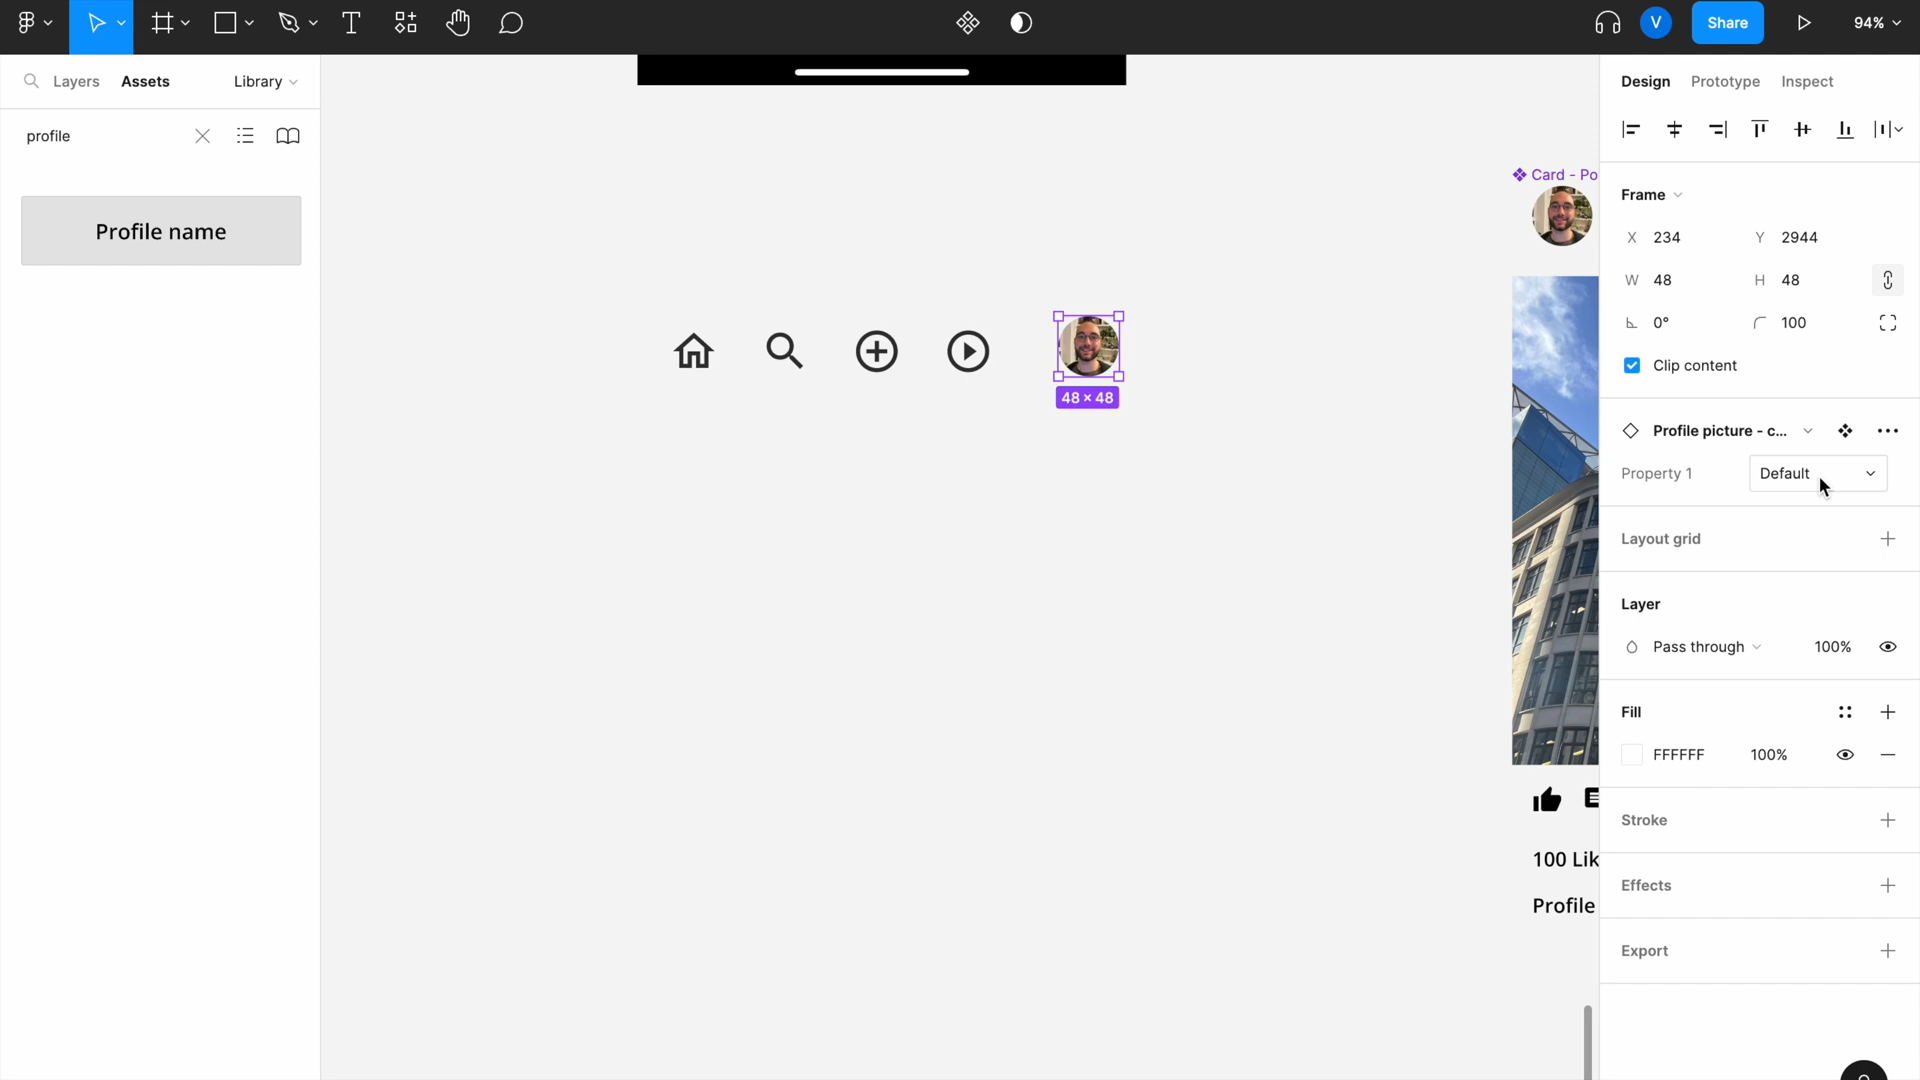 V
Share
94%
Layers
Assets
Library
profile
Profile name
48 × 48
Card - Po
100 Lik
Profile
Design
Prototype
Inspect
Frame
X 234
Y 2944
W 48
H 48
0°
100
Clip content
Profile picture - c...
Property 1
Default
Layout grid
Layer
Pass through
100%
Fill
FFFFFF
100%
Stroke
Effects
Export